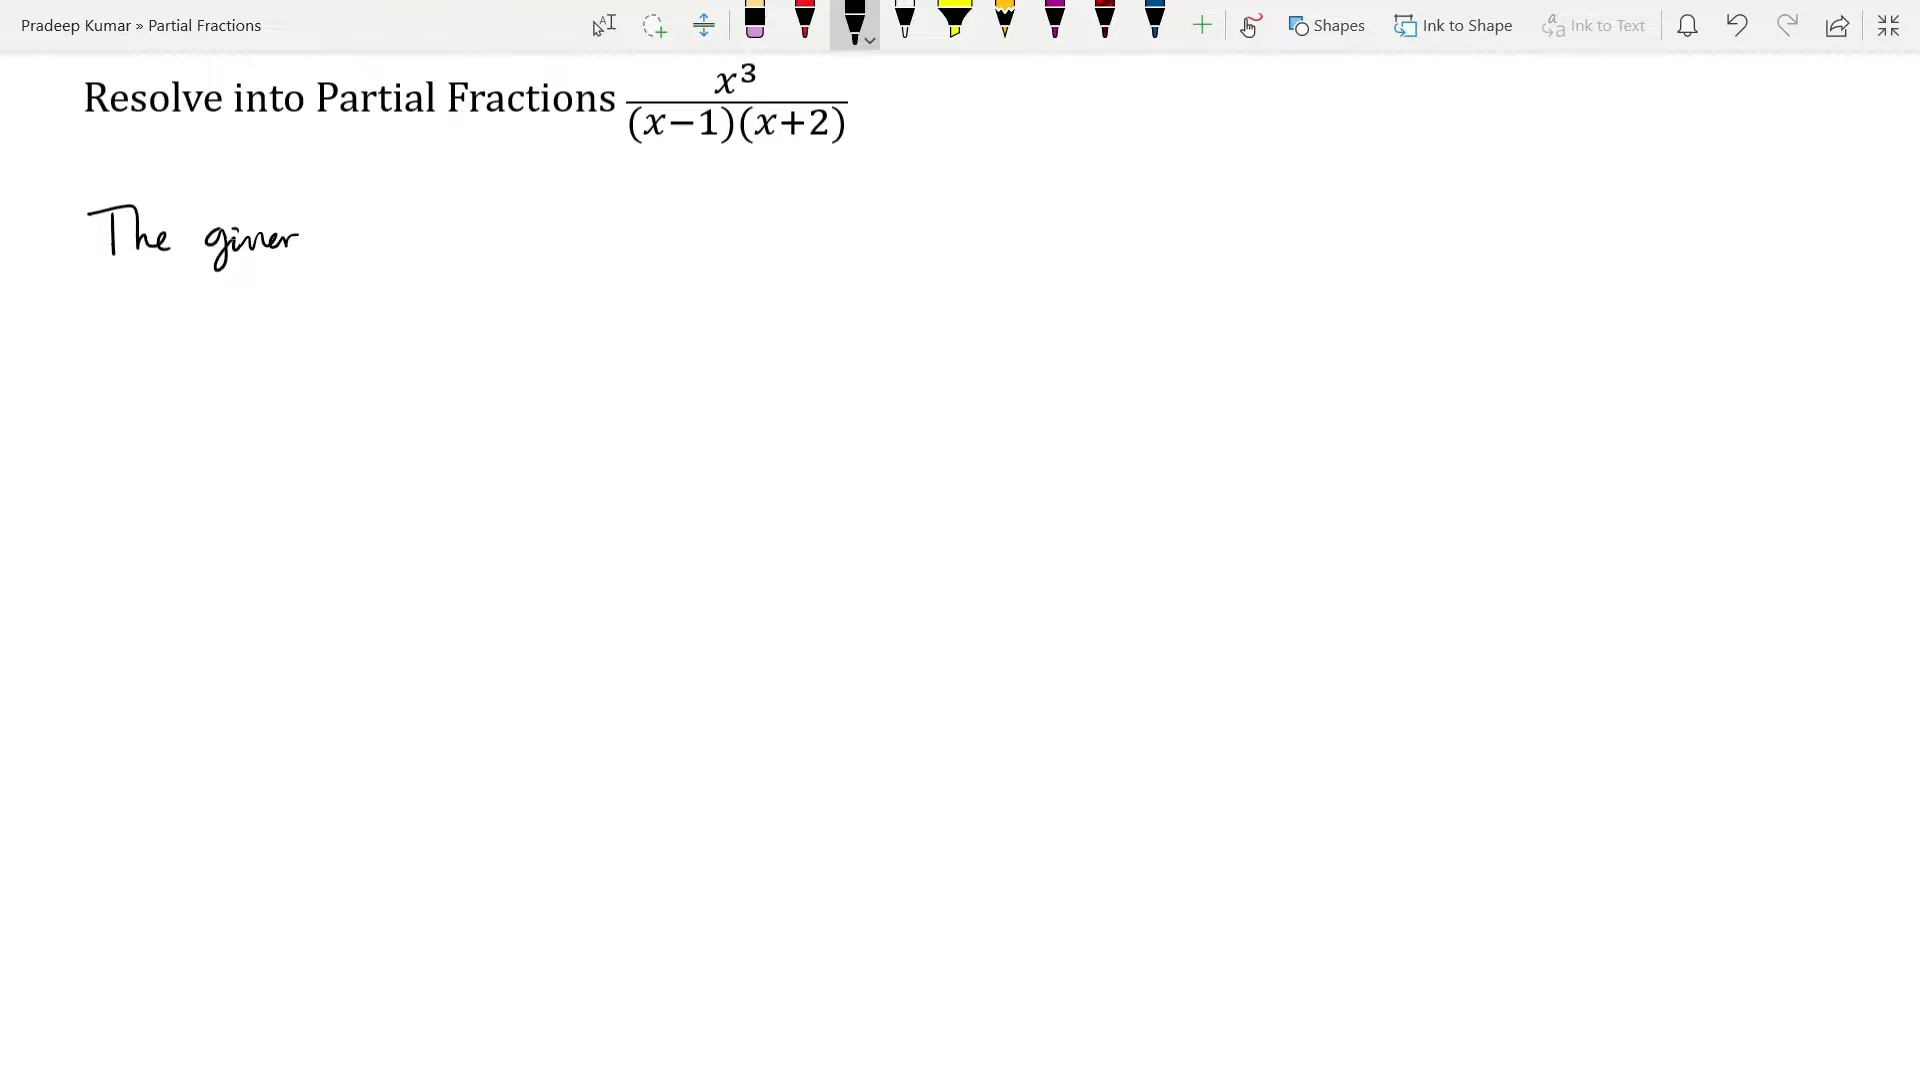 Pradeep Kumar » Partial Fractions
Shapes
Ink to Shape
Ink to Text
Resolve into Partial Fractions x³/((x−1)(x+2))
The given